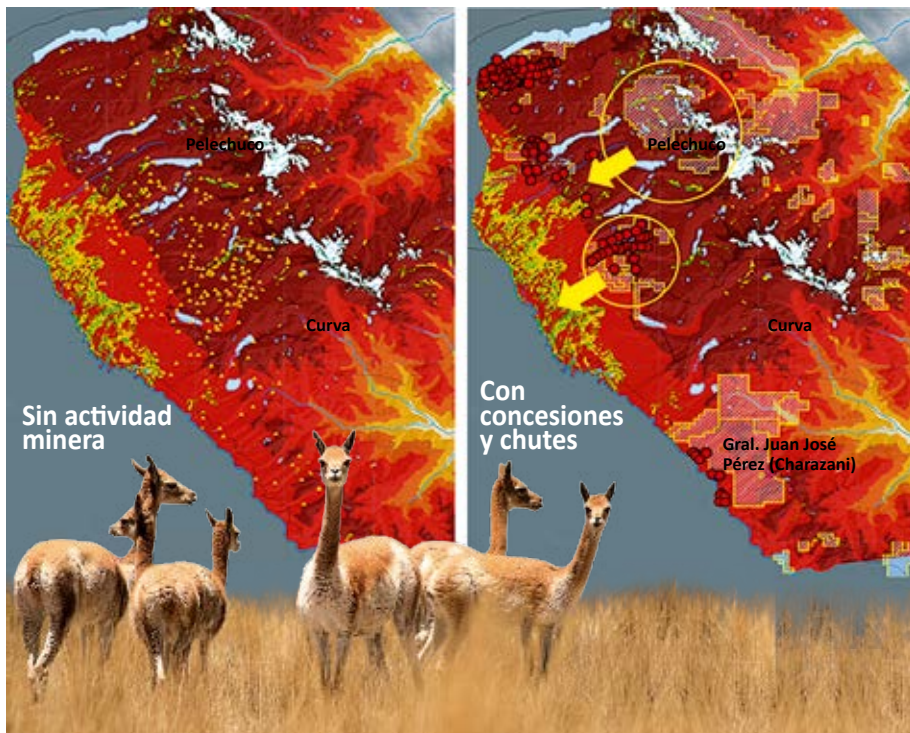 Pelechuco
Curva
Sin actividad
minera
Pelechuco
Curva
Con
concesiones
y chutes
Gral. Juan José
Pérez (Charazani)